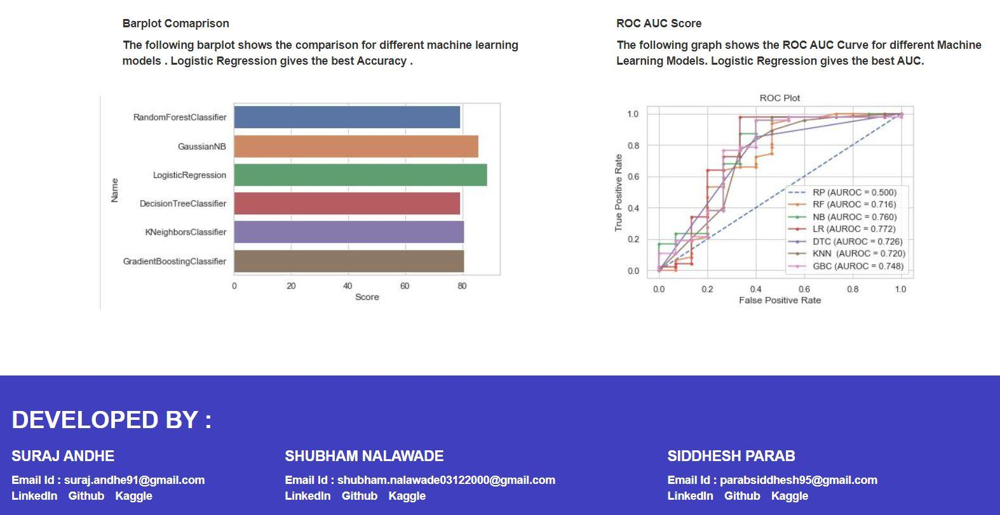 Barplot Comaprison
The following barplot shows the comparison for different machine learning
models . Logistic Regression gives the best Accuracy .
RandomForestClassifier
GaussianNB
LogisticRegression
DecisionTreeClassifier
KNeighborsClassifier
GradientBoostingClassifier
Name
0 20 40 60 80
Score
ROC AUC Score
The following graph shows the ROC AUC Curve for different Machine
Learning Models. Logistic Regression gives the best AUC.
ROC Plot
1.0
0.8
0.6
0.4
0.2
0.0
True Positive Rate
RP (AUROC = 0.500)
RF (AUROC = 0.716)
NB (AUROC = 0.760)
LR (AUROC = 0.772)
DTC (AUROC = 0.726)
KNN (AUROC = 0.720)
GBC (AUROC = 0.748)
0.0 0.2 0.4 0.6 0.8 1.0
False Positive Rate
DEVELOPED BY :
SURAJ ANDHE
Email Id : suraj.andhe91@gmail.com
LinkedIn Github Kaggle
SHUBHAM NALAWADE
Email Id : shubham.nalawade03122000@gmail.com
LinkedIn Github Kaggle
SIDDHESH PARAB
Email Id : parabsiddhesh95@gmail.com
LinkedIn Github Kaggle